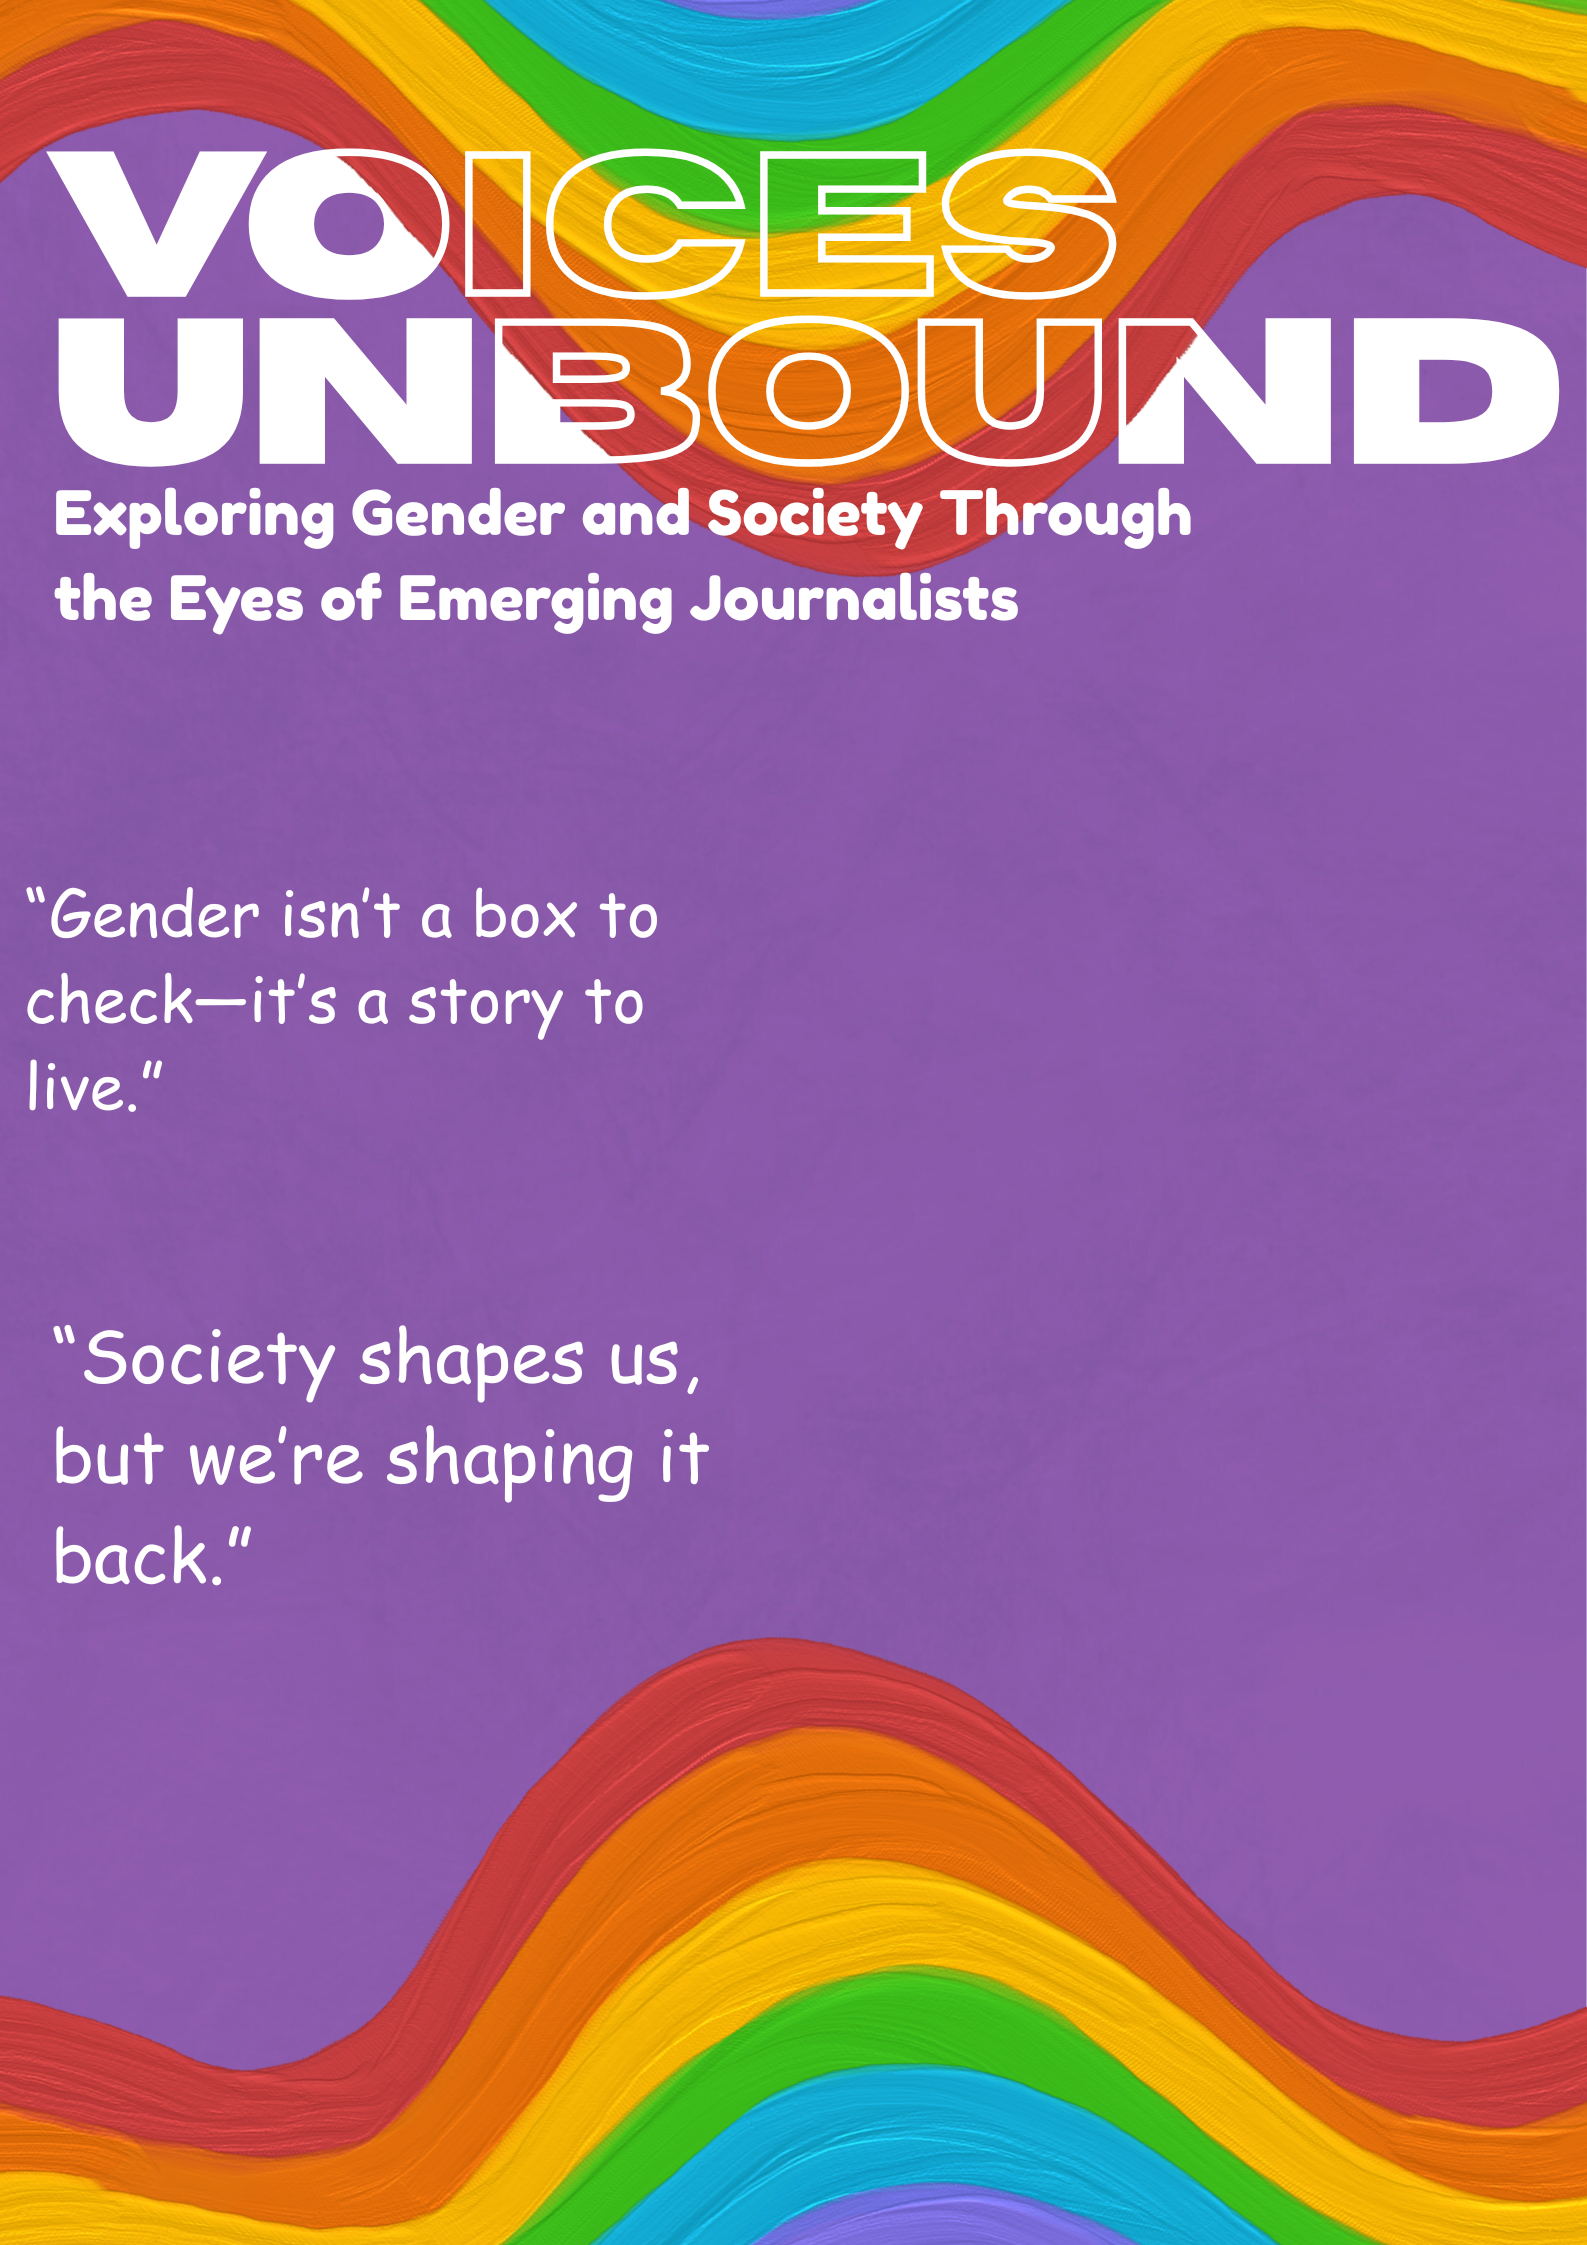 VOICES
UNBOUND
Exploring Gender and Society Through
the Eyes of Emerging Journalists
“Gender isn’t a box to
check—it’s a story to
live.”
“Society shapes us,
but we’re shaping it
back.”